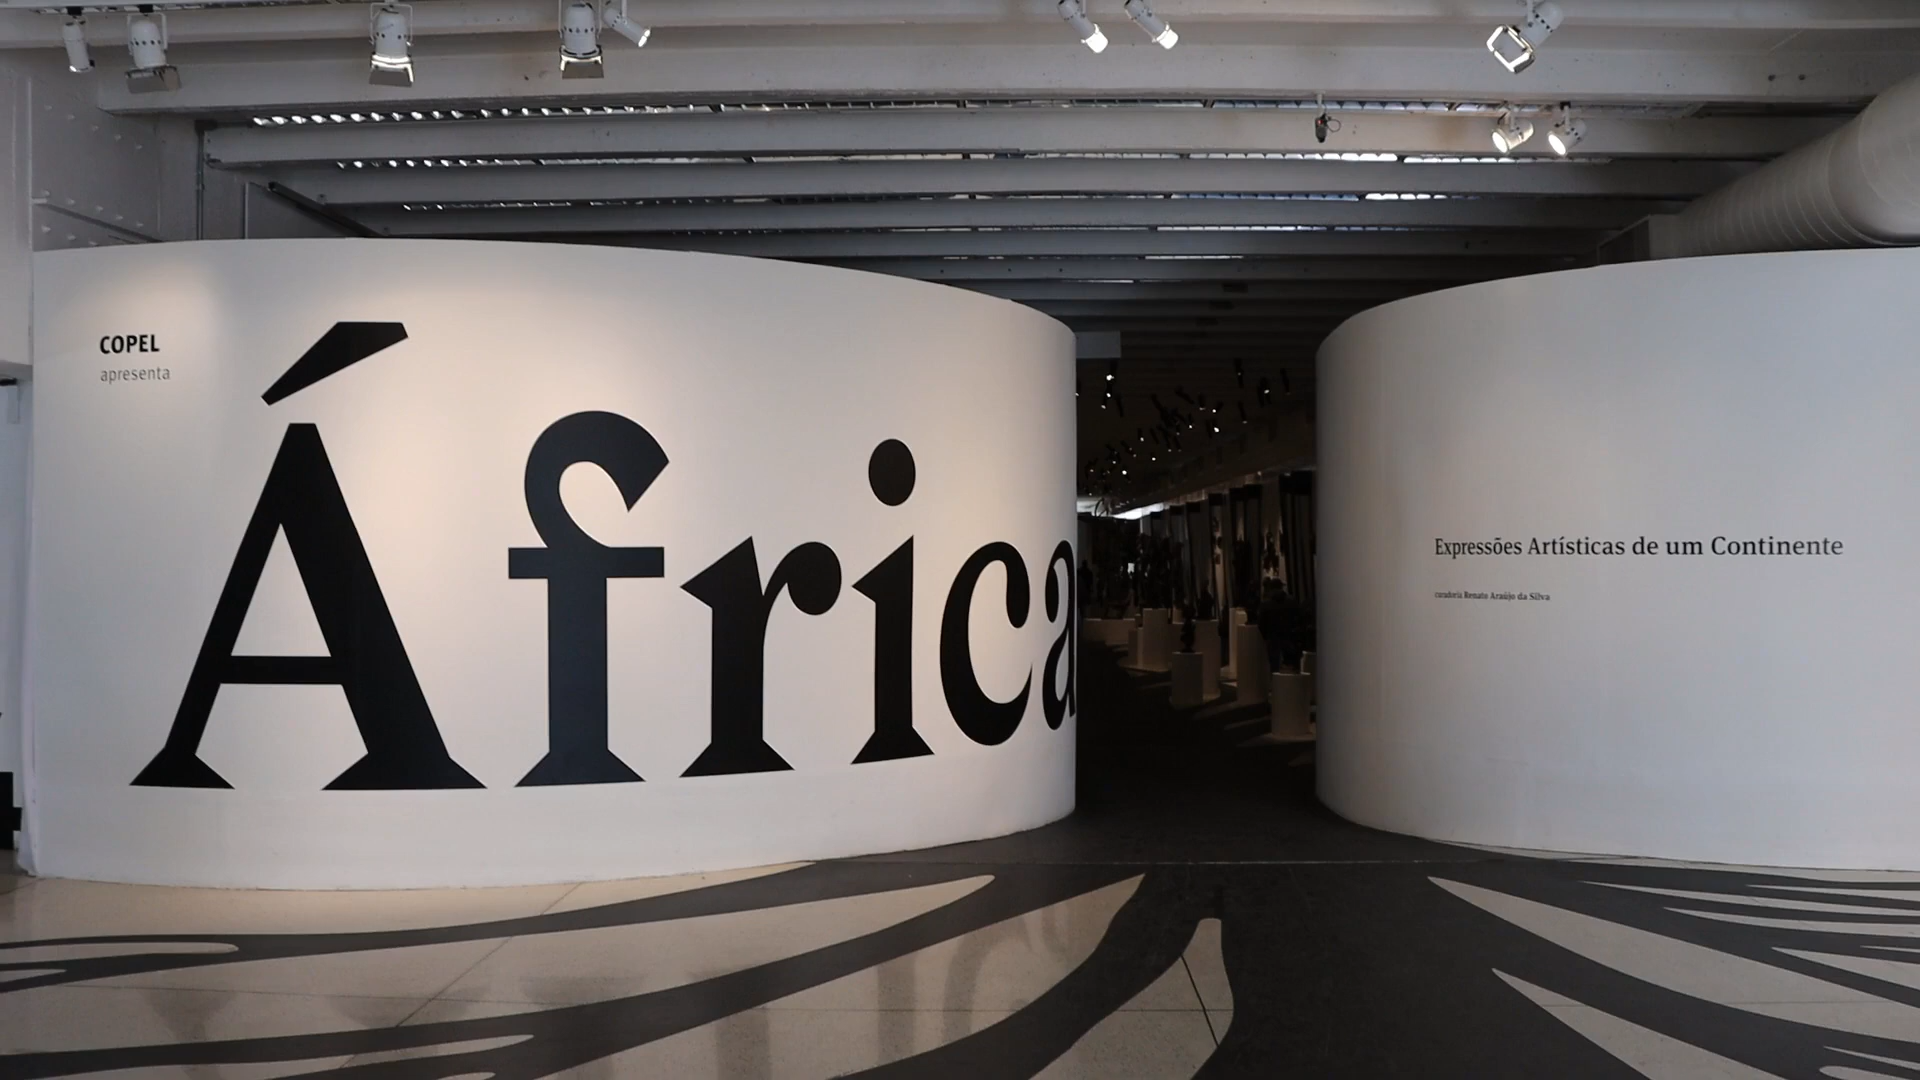 COPEL
apresenta
África
Expressões Artísticas de um Continente
curadoria Renato Araújo da Silva